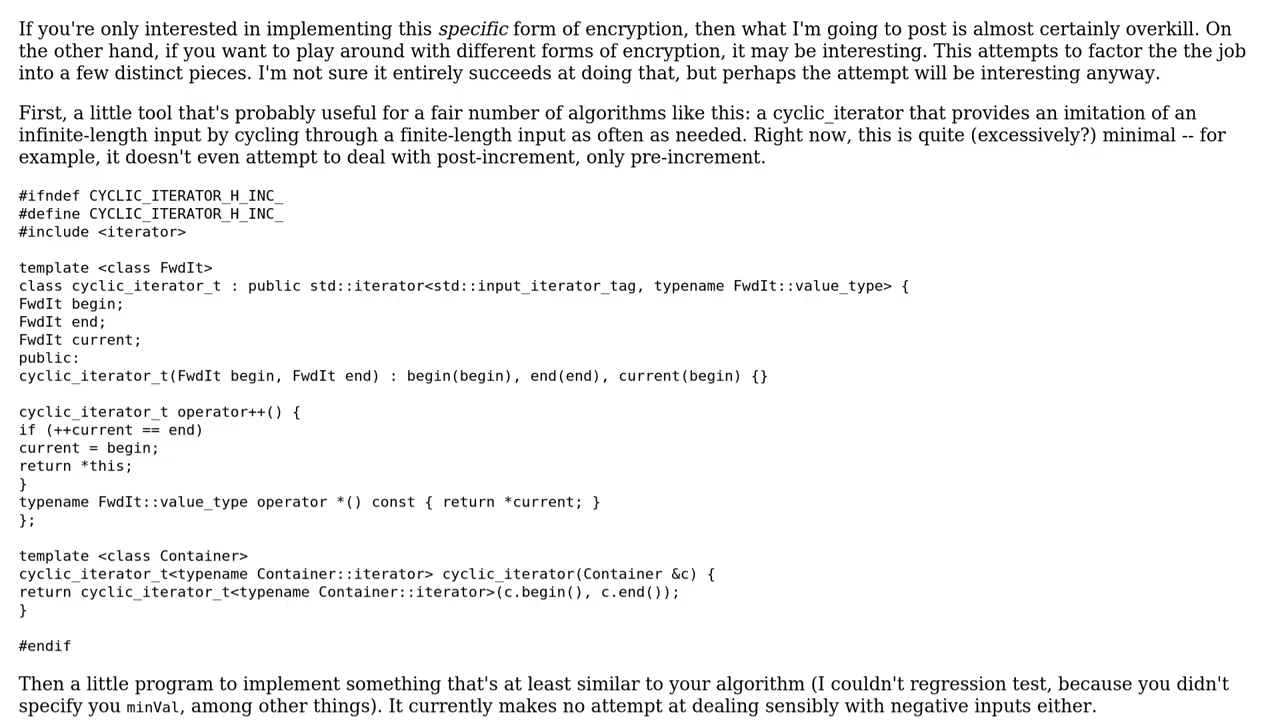 If you're only interested in implementing this specific form of encryption, then what I'm going to post is almost certainly overkill. On
the other hand, if you want to play around with different forms of encryption, it may be interesting. This attempts to factor the the job
into a few distinct pieces. I'm not sure it entirely succeeds at doing that, but perhaps the attempt will be interesting anyway.
First, a little tool that's probably useful for a fair number of algorithms like this: a cyclic_iterator that provides an imitation of an
infinite-length input by cycling through a finite-length input as often as needed. Right now, this is quite (excessively?) minimal -- for
example, it doesn't even attempt to deal with post-increment, only pre-increment.
#ifndef CYCLIC_ITERATOR_H_INC_
#define CYCLIC_ITERATOR_H_INC_
#include <iterator>
template <class FwdIt>
class cyclic_iterator_t : public std::iterator<std::input_iterator_tag, typename FwdIt::value_type> {
FwdIt begin;
FwdIt end;
FwdIt current;
public:
cyclic_iterator_t(FwdIt begin, FwdIt end) : begin(begin), end(end), current(begin) {}
cyclic_iterator_t operator++() {
if (++current == end)
current = begin;
return *this;
}
typename FwdIt::value_type operator *() const { return *current; }
};
template <class Container>
cyclic_iterator_t<typename Container::iterator> cyclic_iterator(Container &c) {
return cyclic_iterator_t<typename Container::iterator>(c.begin(), c.end());
}
#endif
Then a little program to implement something that's at least similar to your algorithm (I couldn't regression test, because you didn't
specify you minVal, among other things). It currently makes no attempt at dealing sensibly with negative inputs either.